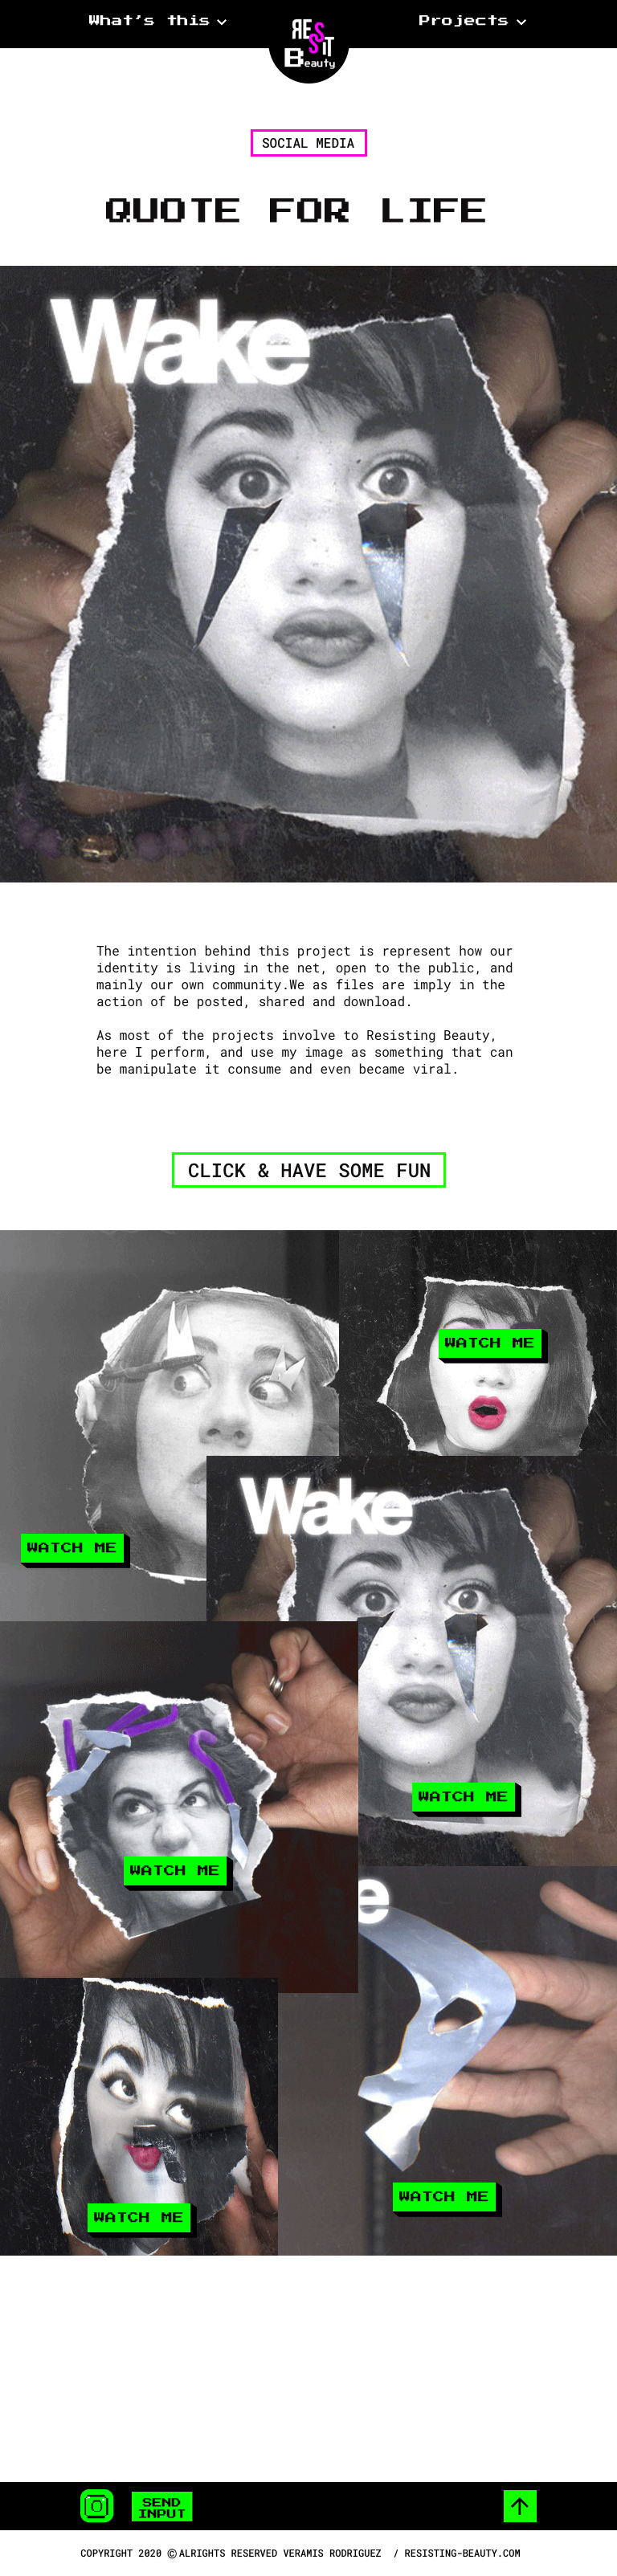 What's this
Projects
RESSIT
Beauty
SOCIAL MEDIA
QUOTE FOR LIFE
Wake
The intention behind this project is represent how our
identity is living in the net, open to the public, and
mainly our own community.We as files are imply in the
action of be posted, shared and download.
As most of the projects involve to Resisting Beauty,
here I perform, and use my image as something that can
be manipulate it consume and even became viral.
CLICK & HAVE SOME FUN
WATCH ME
Wake
WATCH ME
WATCH ME
WATCH ME
e
WATCH ME
WATCH ME
SEND
INPUT
COPYRIGHT 2020 © ALRIGHTS RESERVED VERAMIS RODRIGUEZ / RESISTING-BEAUTY.COM